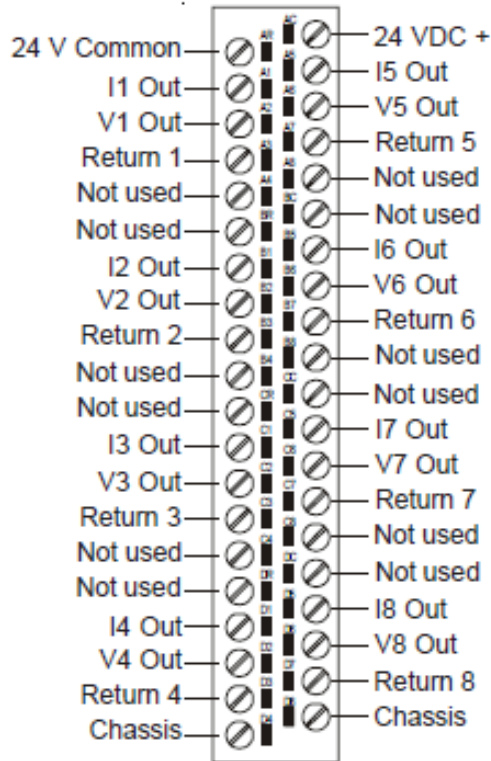 24 V Common
I1 Out
V1 Out
Return 1
Not used
Not used
I2 Out
V2 Out
Return 2
Not used
Not used
I3 Out
V3 Out
Return 3
Not used
Not used
I4 Out
V4 Out
Return 4
Chassis
24 VDC +
I5 Out
V5 Out
Return 5
Not used
Not used
I6 Out
V6 Out
Return 6
Not used
Not used
I7 Out
V7 Out
Return 7
Not used
Not used
I8 Out
V8 Out
Return 8
Chassis